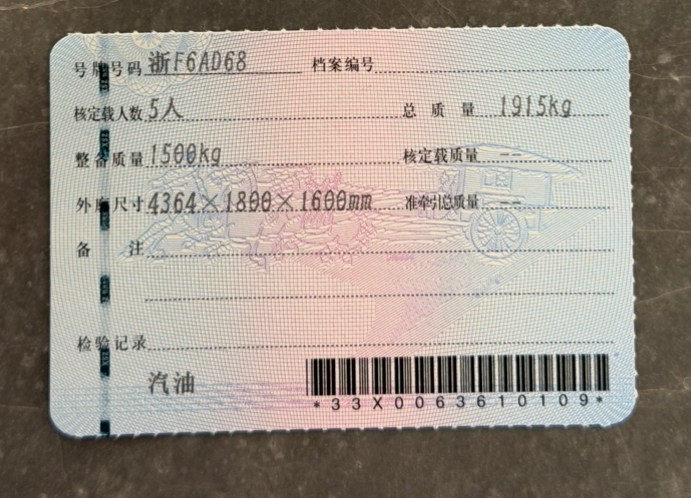 号牌号码 浙F6AD68 档案编号
核定载人数 5人 总质量 1915kg
整备质量 1500kg 核定载质量 --
外廓尺寸 4364×1800×1600mm 准牵引总质量 --
备注
检验记录
汽油
*33X0063610109*